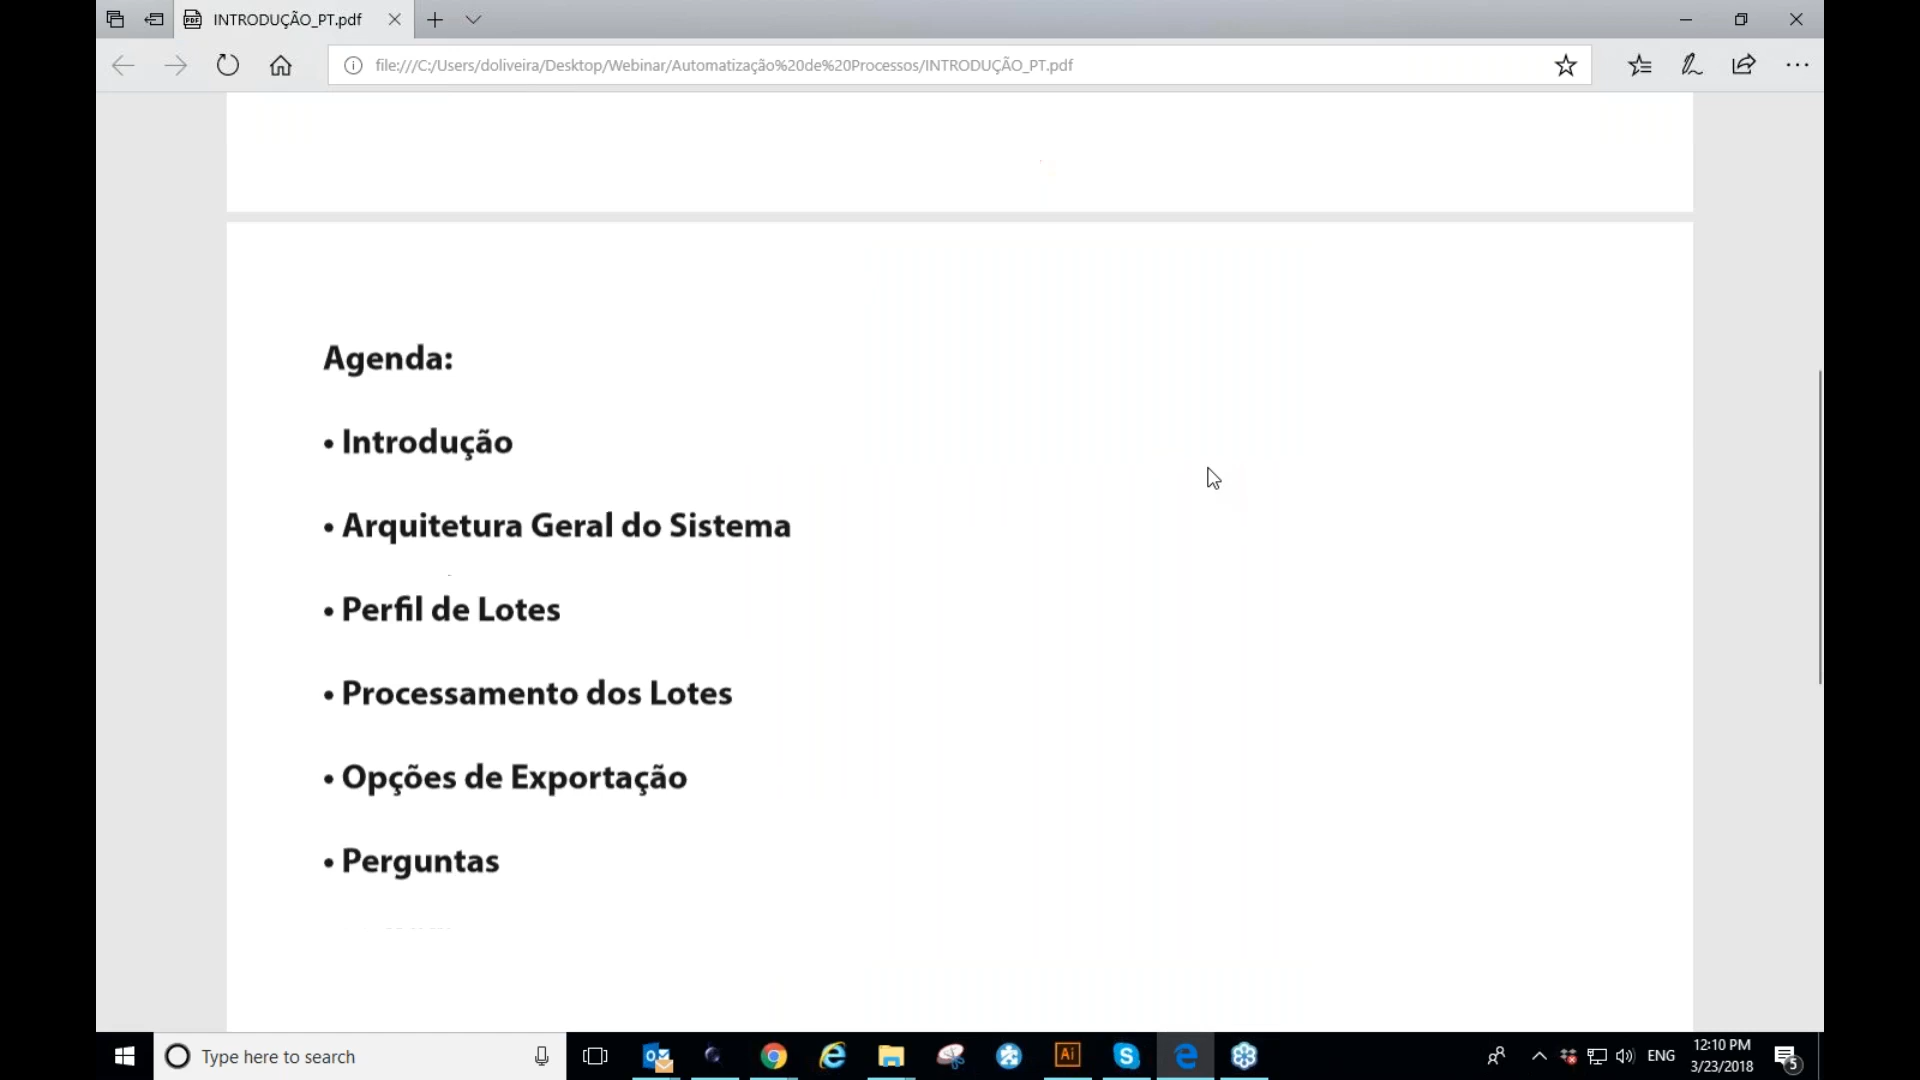 INTRODUÇÃO_PT.pdf
file:///C:/Users/doliveira/Desktop/Webinar/Automatização%20de%20Processos/INTRODUÇÃO_PT.pdf
Agenda:
• Introdução
• Arquitetura Geral do Sistema
• Perfil de Lotes
• Processamento dos Lotes
• Opções de Exportação
• Perguntas
Type here to search
Ai
ENG
12:10 PM
3/23/2018
5